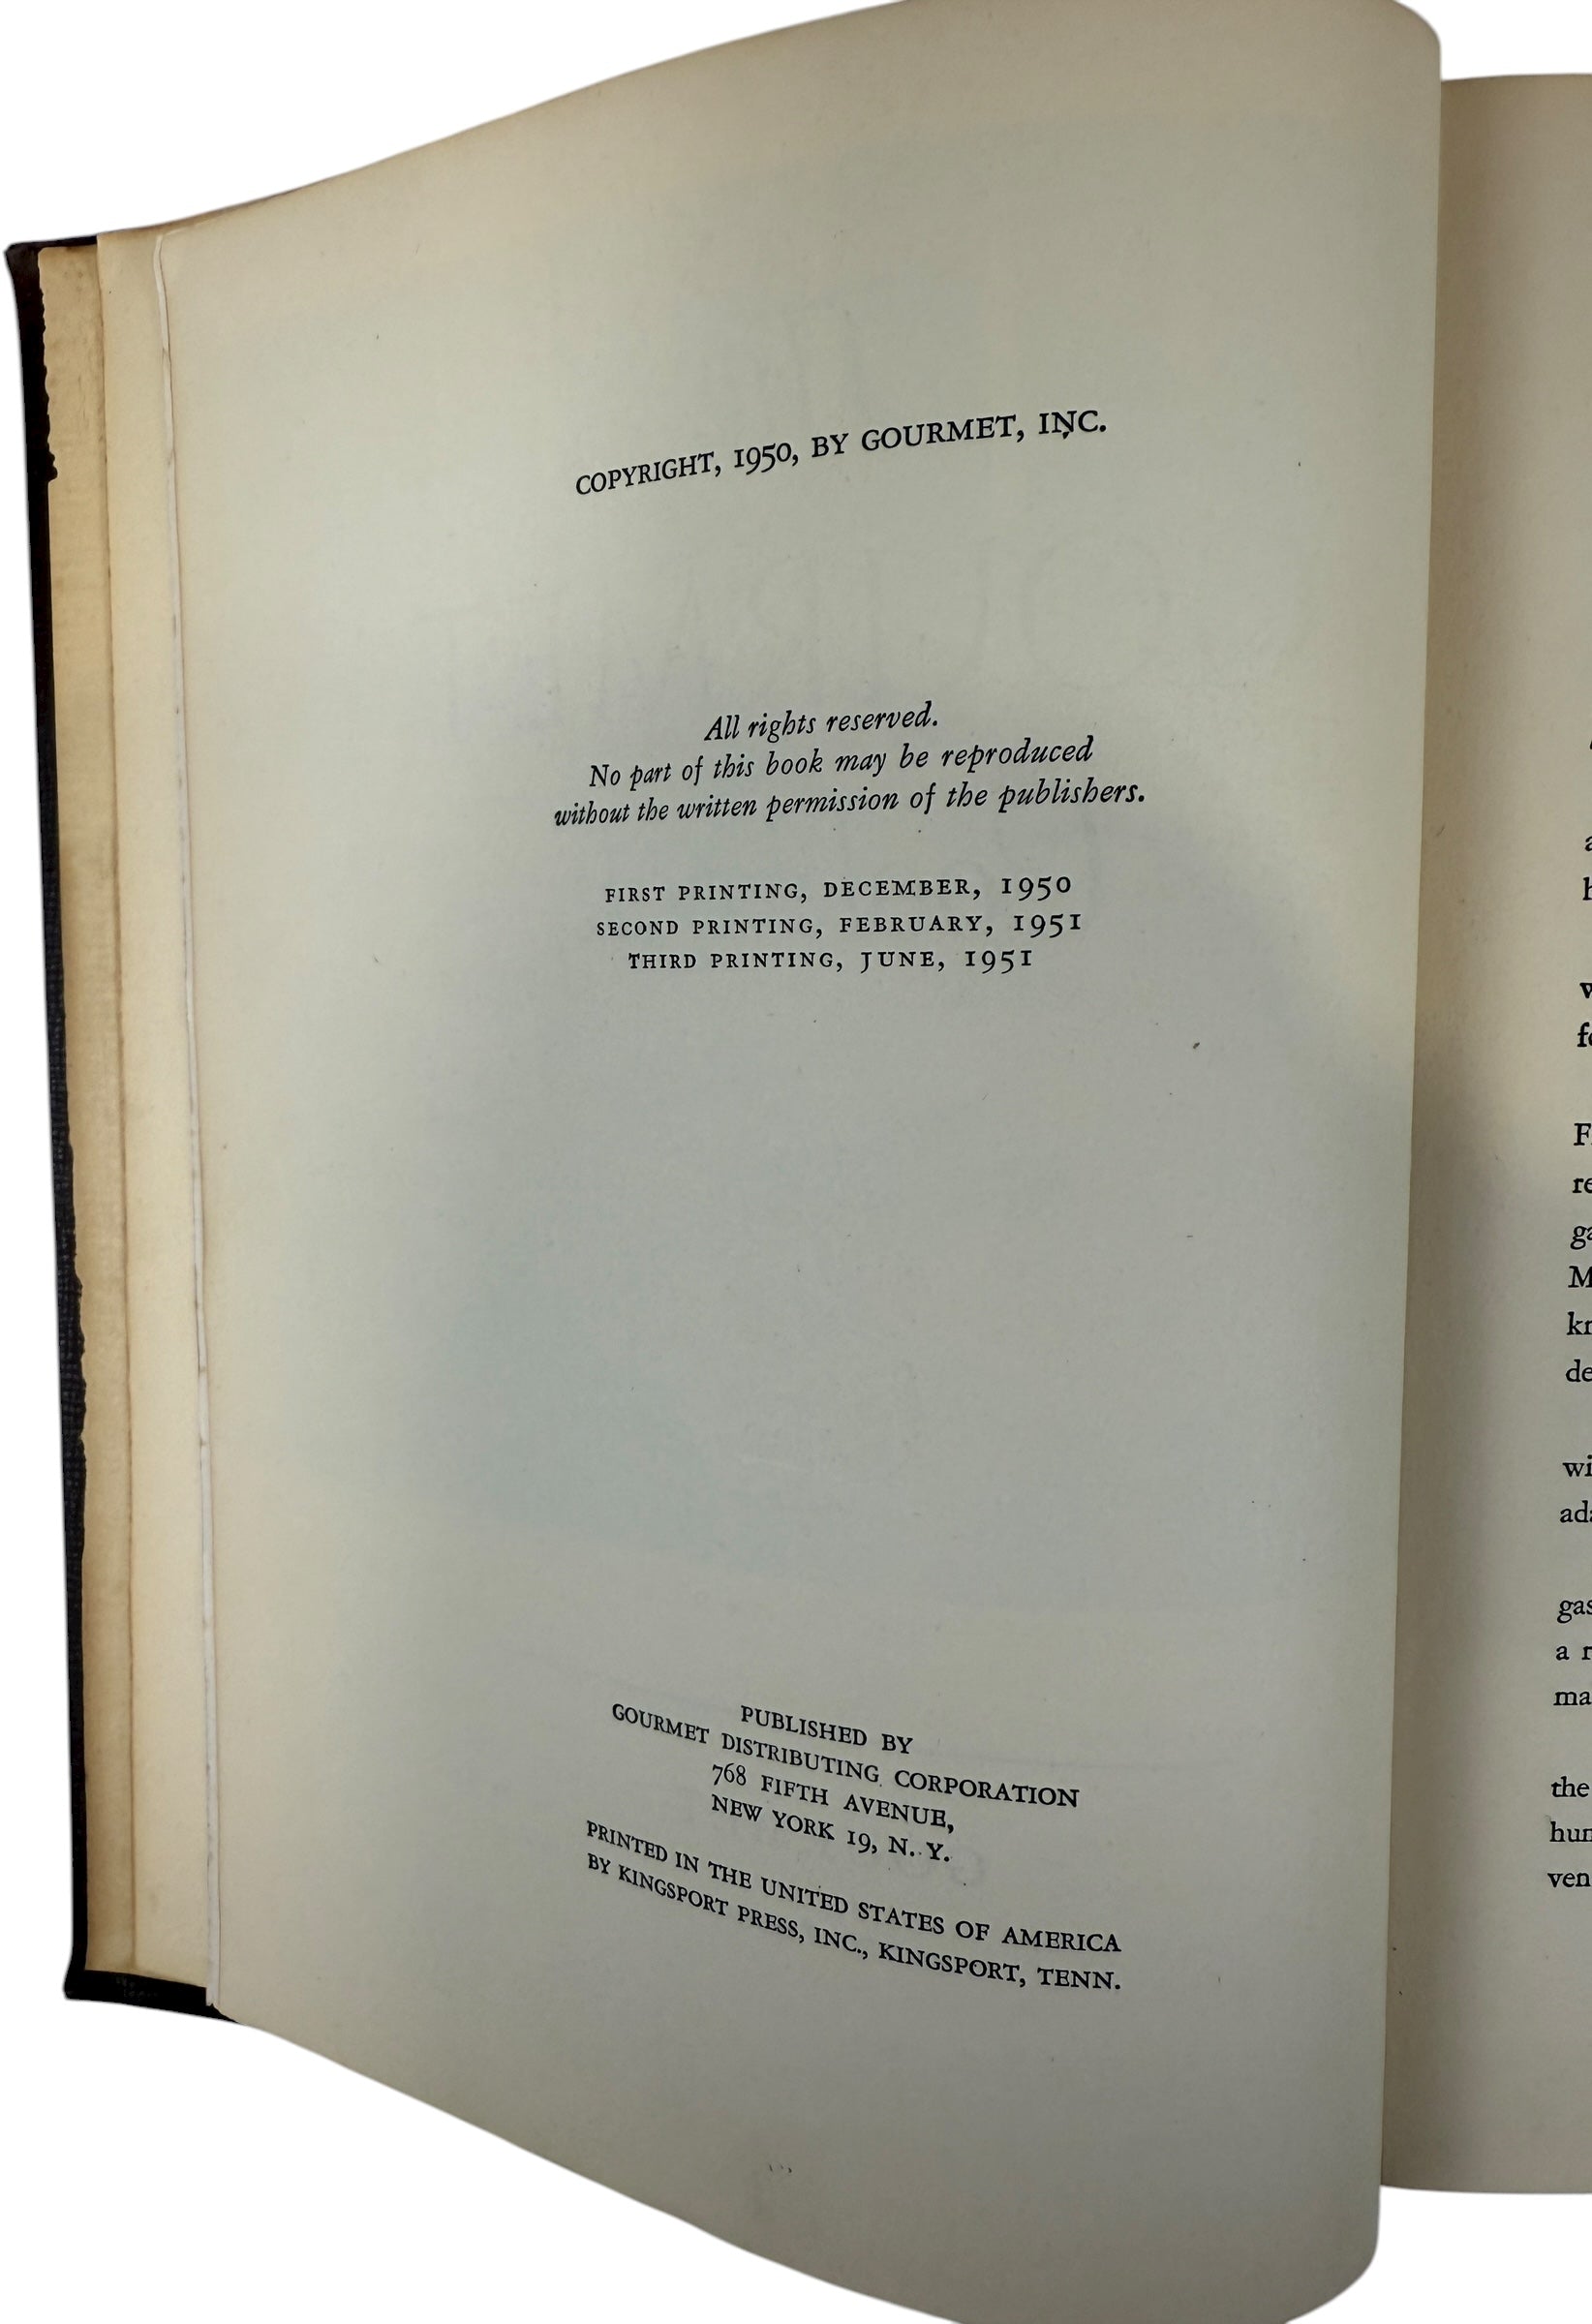 COPYRIGHT, 1950, BY GOURMET, INC.
All rights reserved.
No part of this book may be reproduced
without the written permission of the publishers.
FIRST PRINTING, DECEMBER, 1950
SECOND PRINTING, FEBRUARY, 1951
THIRD PRINTING, JUNE, 1951
PUBLISHED BY
GOURMET DISTRIBUTING CORPORATION
768 FIFTH AVENUE,
NEW YORK 19, N. Y.
PRINTED IN THE UNITED STATES OF AMERICA
BY KINGSPORT PRESS, INC., KINGSPORT, TENN.
a
the